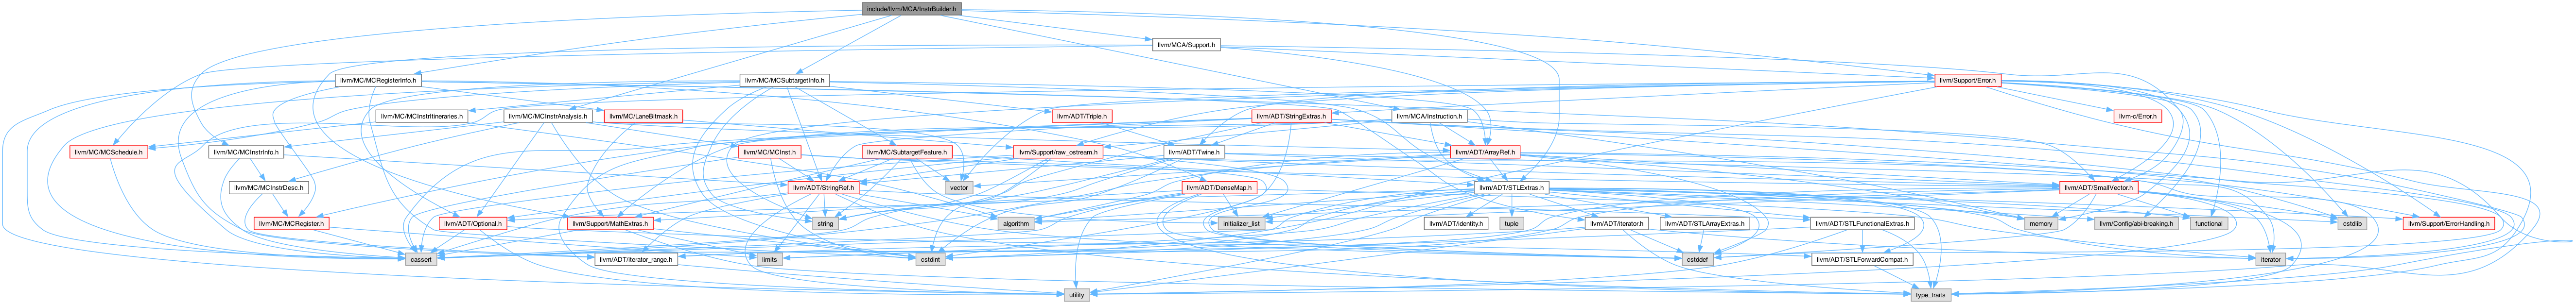 include/llvm/MCA/InstrBuilder.h
llvm/MCA/Support.h
llvm/MC/MCRegisterInfo.h
llvm/MC/MCSubtargetInfo.h
llvm/Support/Error.h
llvm/MC/MCInstrItineraries.h
llvm/MC/MCInstrAnalysis.h
llvm/MC/LaneBitmask.h
llvm/ADT/Triple.h
llvm/ADT/StringExtras.h
llvm/MCA/Instruction.h
llvm-c/Error.h
llvm/MC/MCSchedule.h
llvm/MC/MCInstrInfo.h
llvm/MC/MCInst.h
llvm/MC/SubtargetFeature.h
llvm/Support/raw_ostream.h
llvm/ADT/Twine.h
llvm/ADT/ArrayRef.h
llvm/MC/MCInstrDesc.h
llvm/ADT/StringRef.h
vector
llvm/ADT/DenseMap.h
llvm/ADT/STLExtras.h
llvm/ADT/SmallVector.h
llvm/MC/MCRegister.h
llvm/ADT/Optional.h
llvm/Support/MathExtras.h
string
algorithm
initializer_list
llvm/ADT/identity.h
tuple
llvm/ADT/iterator.h
llvm/ADT/STLArrayExtras.h
llvm/ADT/STLFunctionalExtras.h
memory
llvm/Config/abi-breaking.h
functional
cstdlib
llvm/Support/ErrorHandling.h
cassert
llvm/ADT/iterator_range.h
limits
cstdint
cstddef
llvm/ADT/STLForwardCompat.h
iterator
utility
type_traits